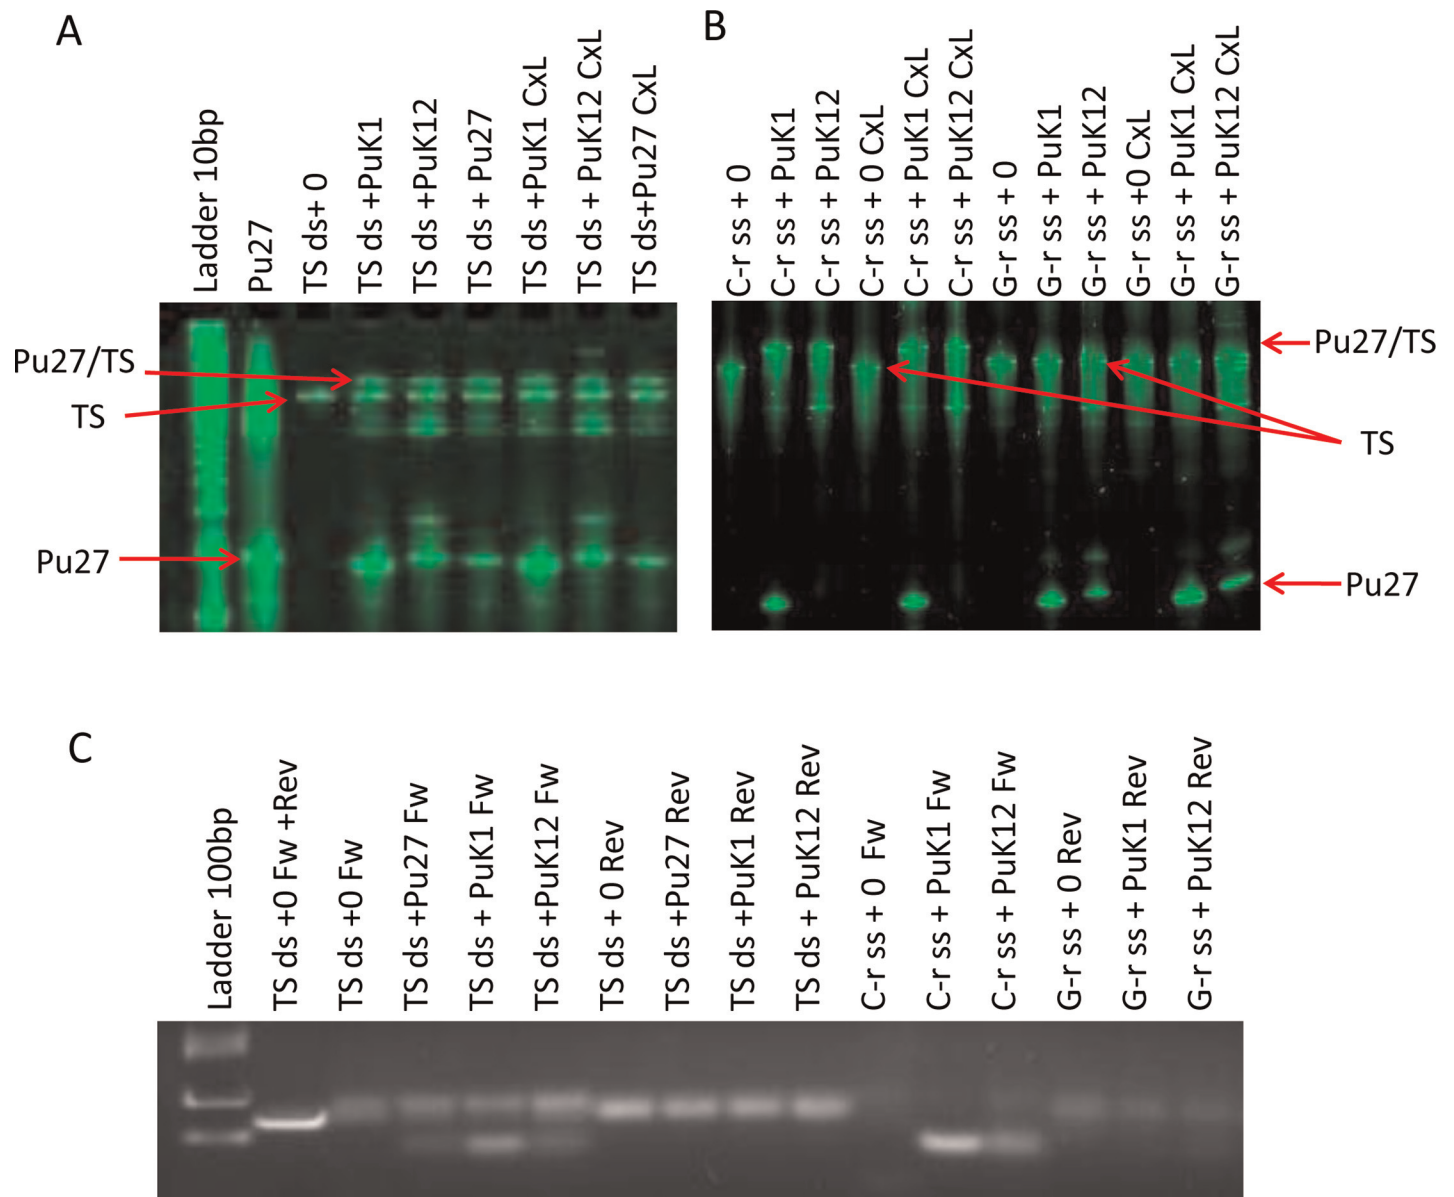 A
Ladder 10bp
Pu27
TS ds+ 0
TS ds +PuK1
TS ds +PuK12
TS ds + Pu27
TS ds +PuK1 CxL
TS ds + PuK12 CxL
TS ds+Pu27 CxL
Pu27/TS
TS
Pu27
B
C-r ss + 0
C-r ss + PuK1
C-r ss + PuK12
C-r ss + 0 CxL
C-r ss + PuK1 CxL
C-r ss + PuK12 CxL
G-r ss + 0
G-r ss + PuK1
G-r ss + PuK12
G-r ss +0 CxL
G-r ss + PuK1 CxL
G-r ss + PuK12 CxL
Pu27/TS
TS
Pu27
C
Ladder 100bp
TS ds +0 Fw +Rev
TS ds +0 Fw
TS ds +Pu27 Fw
TS ds + PuK1 Fw
TS ds +PuK12 Fw
TS ds + 0 Rev
TS ds +Pu27 Rev
TS ds +PuK1 Rev
TS ds + PuK12 Rev
C-r ss + 0 Fw
C-r ss + PuK1 Fw
C-r ss + PuK12 Fw
G-r ss + 0 Rev
G-r ss + PuK1 Rev
G-r ss + PuK12 Rev